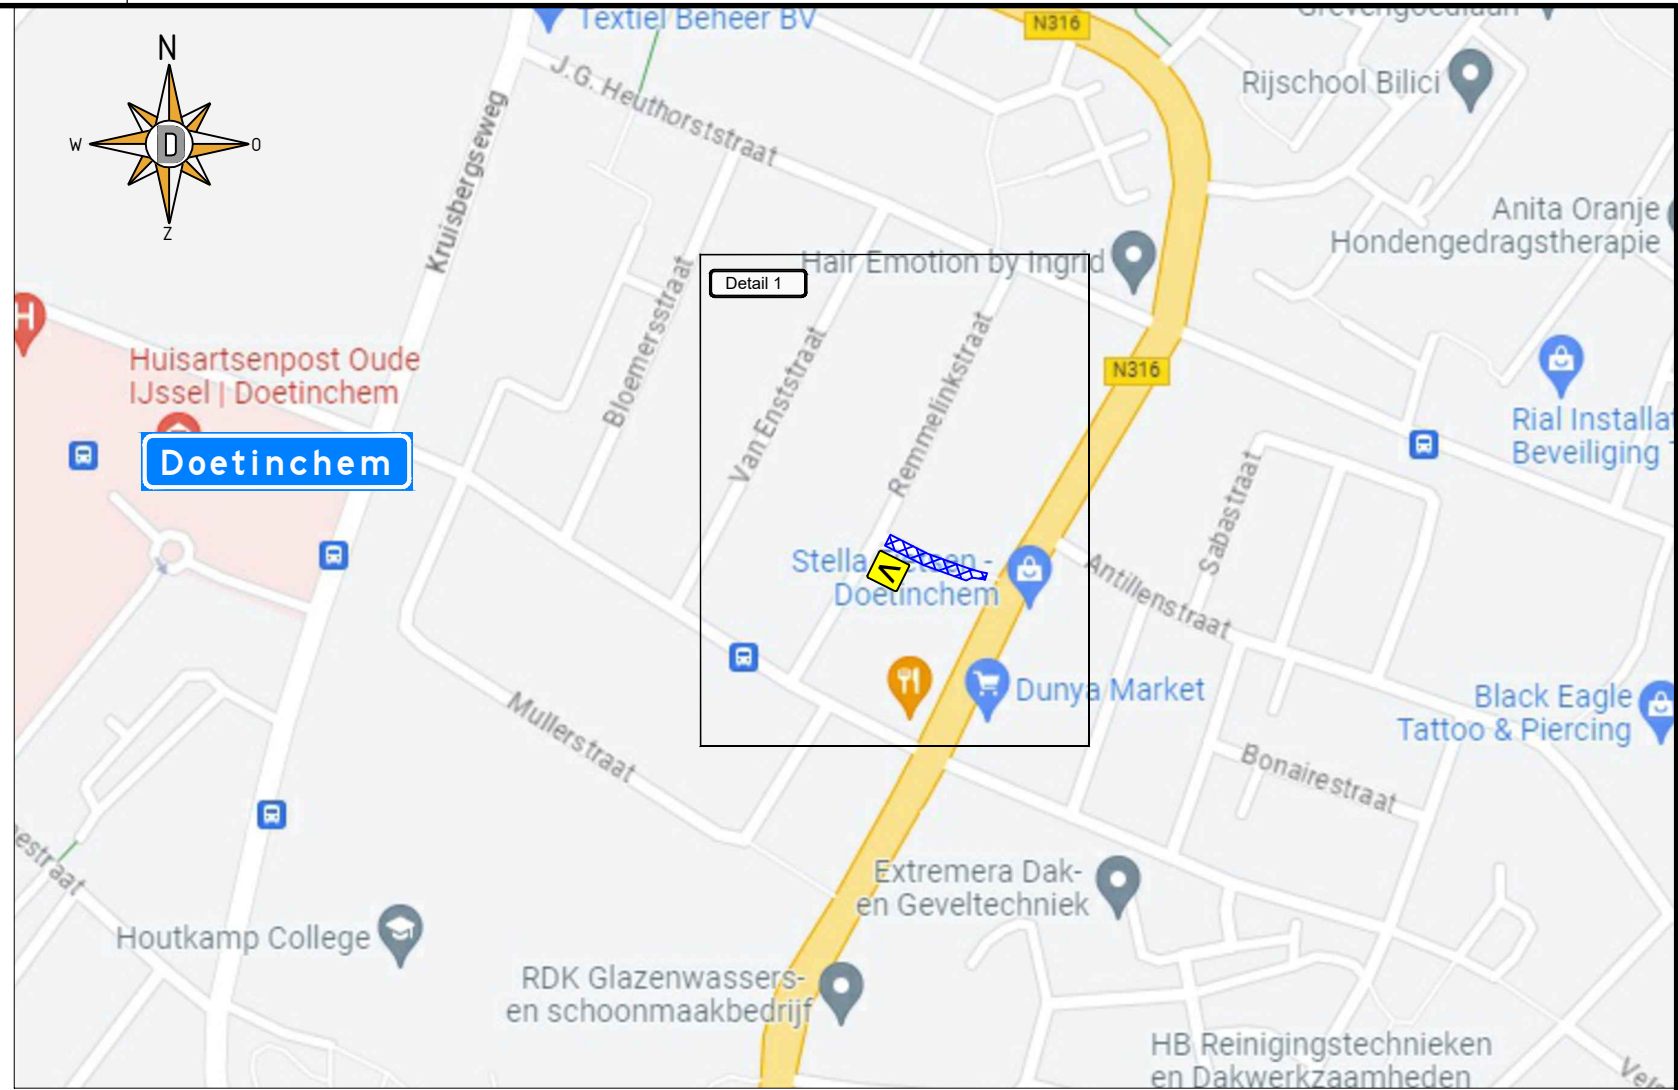 Textiel Beheer BV
N316
N
W
D
O
Z
J.G. Heuthorststraat
Rijschool Bilici
Kruisbergseweg
Anita Oranje
Hondengedragstherapie
Hair Emotion by Ingrid
Detail 1
Bloemersstraat
Van Enststraat
Remmelinkstraat
N316
H
Huisartsenpost Oude
IJssel | Doetinchem
Doetinchem
Rial Installa
Beveiliging
Sabastraat
Stella
Doetinchem
V
Antillenstraat
Dunya Market
Black Eagle
Tattoo & Piercing
Mullerstraat
Bonairestraat
estraat
Extremera Dak-
en Geveltechniek
Houtkamp College
RDK Glazenwassers-
en schoonmaakbedrijf
HB Reinigingstechnieken
en Dakwerkzaamheden